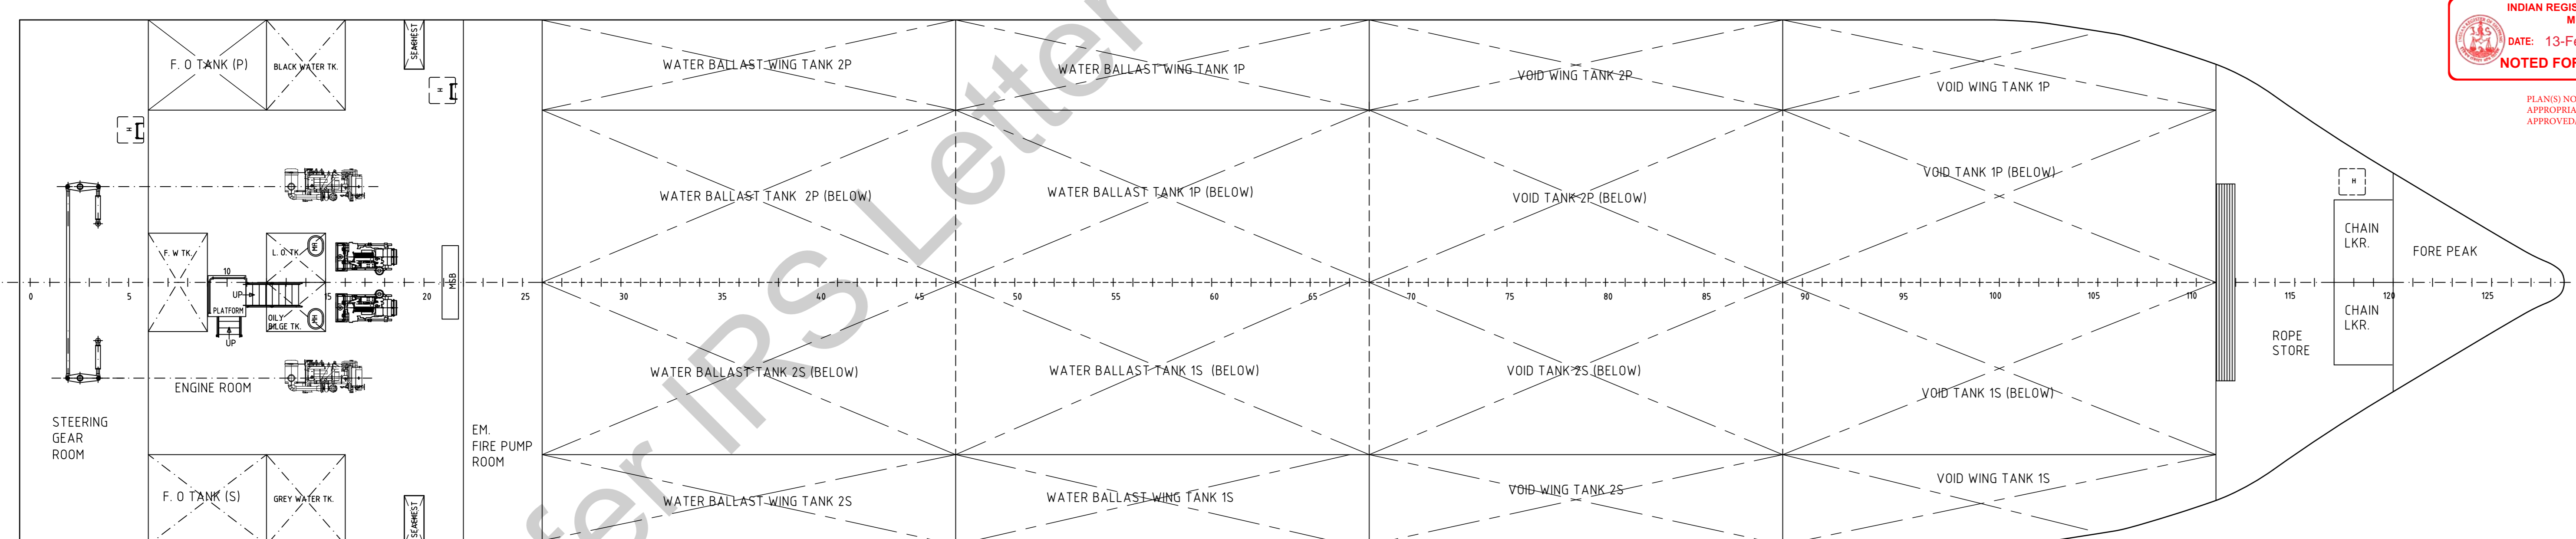 INDIAN REGIS
M
DATE: 13-Fe
NOTED FOR
PLAN(S) NO
APPROPRIA
APPROVED
F. O TANK (P)
BLACK WATER TK.
SEACHEST
H
H
WATER BALLAST WING TANK 2P
WATER BALLAST WING TANK 1P
VOID WING TANK 2P
VOID WING TANK 1P
WATER BALLAST TANK 2P (BELOW)
WATER BALLAST TANK 1P (BELOW)
VOID TANK 2P (BELOW)
VOID TANK 1P (BELOW)
H
CHAIN
LKR.
FORE PEAK
F. W TK.
L. O. TK.
MH
10
UP
PLATFORM
UP
OILY
BILGE TK.
MH
MSB
0 5 15 20 25 30 35 40 45 50 55 60 65 70 75 80 85 90 95 100 105 110 115 120 125
CHAIN
LKR.
ROPE
STORE
ENGINE ROOM
STEERING
GEAR
ROOM
EM.
FIRE PUMP
ROOM
WATER BALLAST TANK 2S (BELOW)
WATER BALLAST TANK 1S (BELOW)
VOID TANK 2S (BELOW)
VOID TANK 1S (BELOW)
F. O TANK (S)
GREY WATER TK.
SEACHEST
WATER BALLAST WING TANK 2S
WATER BALLAST WING TANK 1S
VOID WING TANK 2S
VOID WING TANK 1S
fer IRS Letter